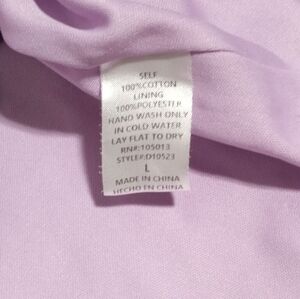 SELF
100%COTTON
LINING
100%POLYESTER
HAND WASH ONLY
IN COLD WATER
LAY FLAT TO DRY
RN#:105013
STYLE#:D10523
L
MADE IN CHINA
HECHO EN CHINA